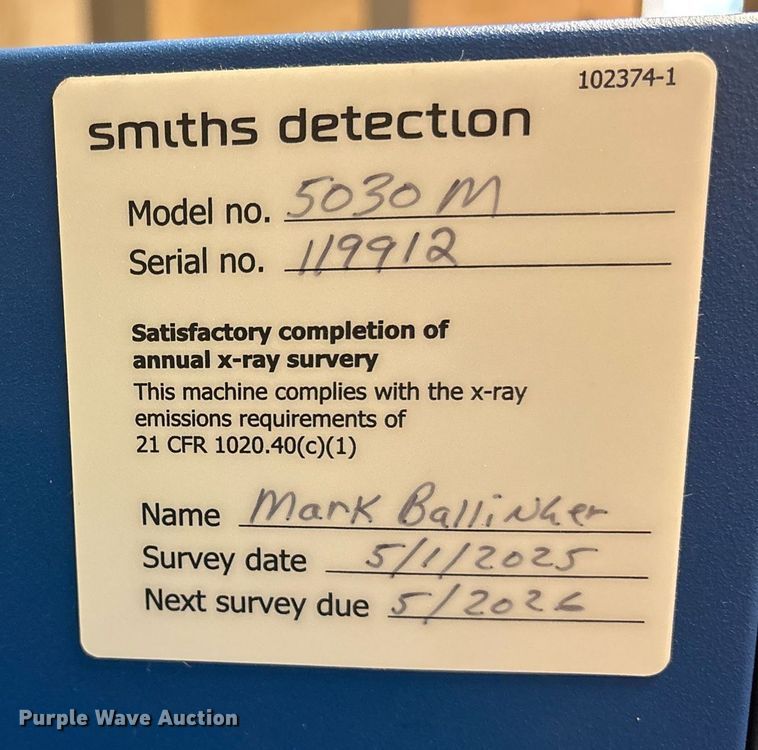 102374-1
smiths detection
Model no. 5030 M
Serial no. 119912
Satisfactory completion of
annual x-ray survery
This machine complies with the x-ray
emissions requirements of
21 CFR 1020.40(c)(1)
Name Mark Ballinker
Survey date 5/1/2025
Next survey due 5/2026
Purple Wave Auction